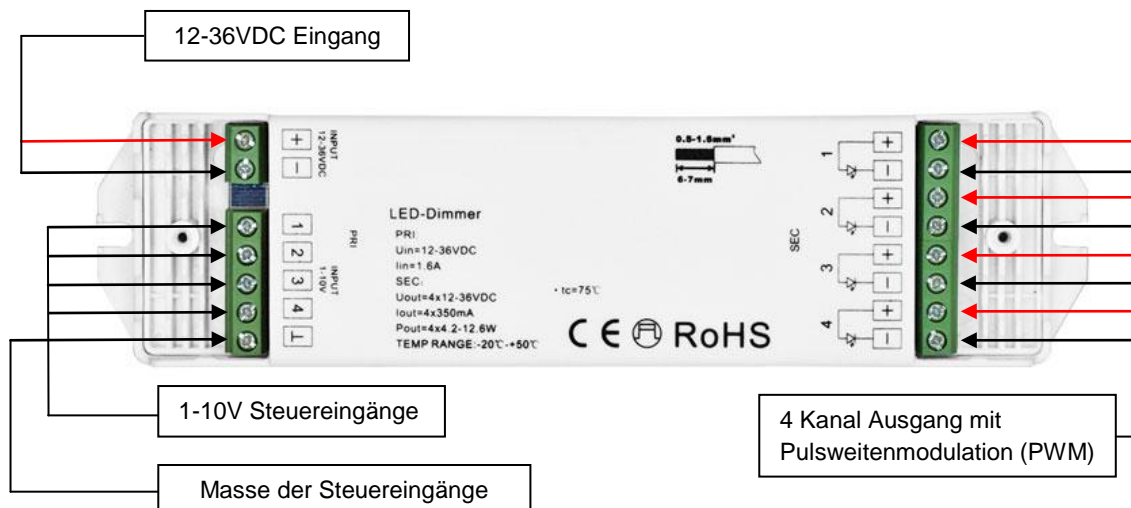 12-36VDC Eingang
INPUT
12-36VDC
+
−
PRI
INPUT
1-10V
1
2
3
4
⊥
LED-Dimmer
PRI
Uin=12-36VDC
Iin=1.6A
SEC:
Uout=4x12-36VDC
Iout=4x350mA
Pout=4x4.2-12.6W
TEMP RANGE:-20℃-+50℃
0.5-1.5mm²
6-7mm
• tc=75℃
CE RoHS
SEC
1 + −
2 + −
3 + −
4 + −
1-10V Steuereingänge
Masse der Steuereingänge
4 Kanal Ausgang mit
Pulsweitenmodulation (PWM)